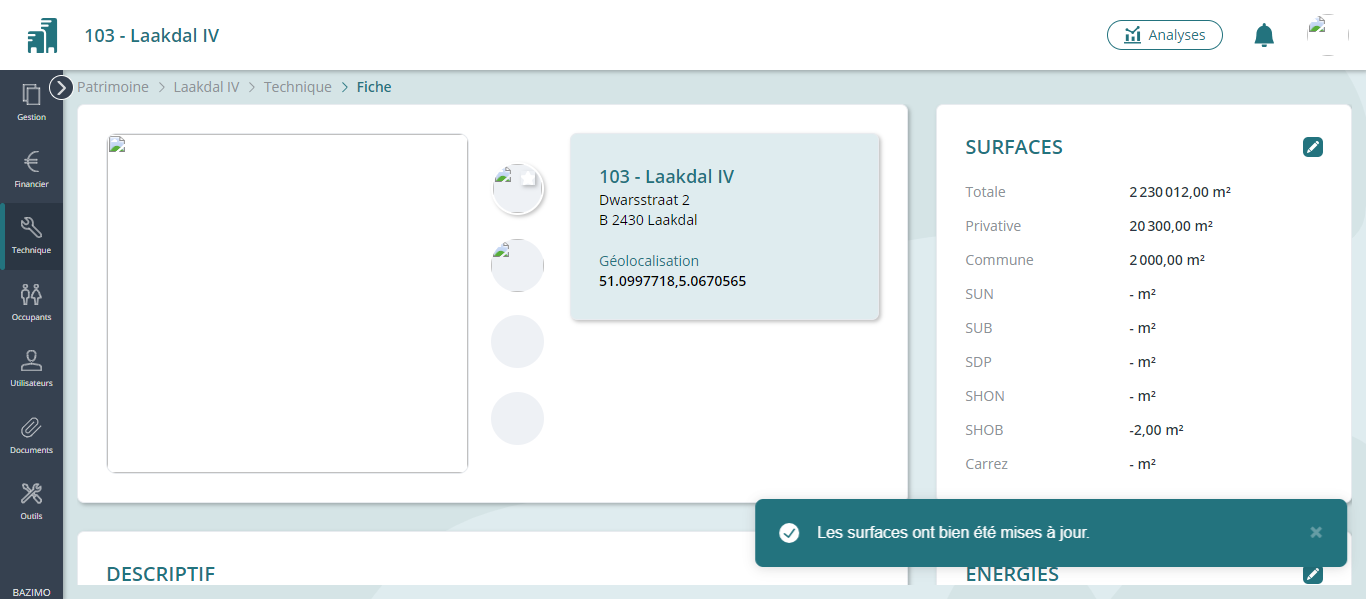 103 - Laakdal IV
Analyses
Patrimoine > Laakdal IV > Technique > Fiche
Gestion
Financier
Technique
Occupants
Utilisateurs
Documents
Outils
BAZIMO
103 - Laakdal IV
Dwarsstraat 2
B 2430 Laakdal
Géolocalisation
51.0997718,5.0670565
SURFACES
Totale 2 230 012,00 m²
Privative 20 300,00 m²
Commune 2 000,00 m²
SUN - m²
SUB - m²
SDP - m²
SHON - m²
SHOB -2,00 m²
Carrez - m²
Les surfaces ont bien été mises à jour.
DESCRIPTIF
ENERGIES